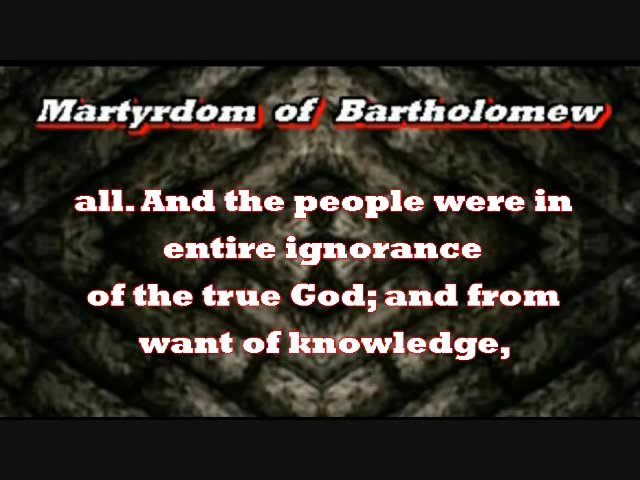 Martyrdom of Bartholomew
all. And the people were in
entire ignorance
of the true God; and from
want of knowledge,